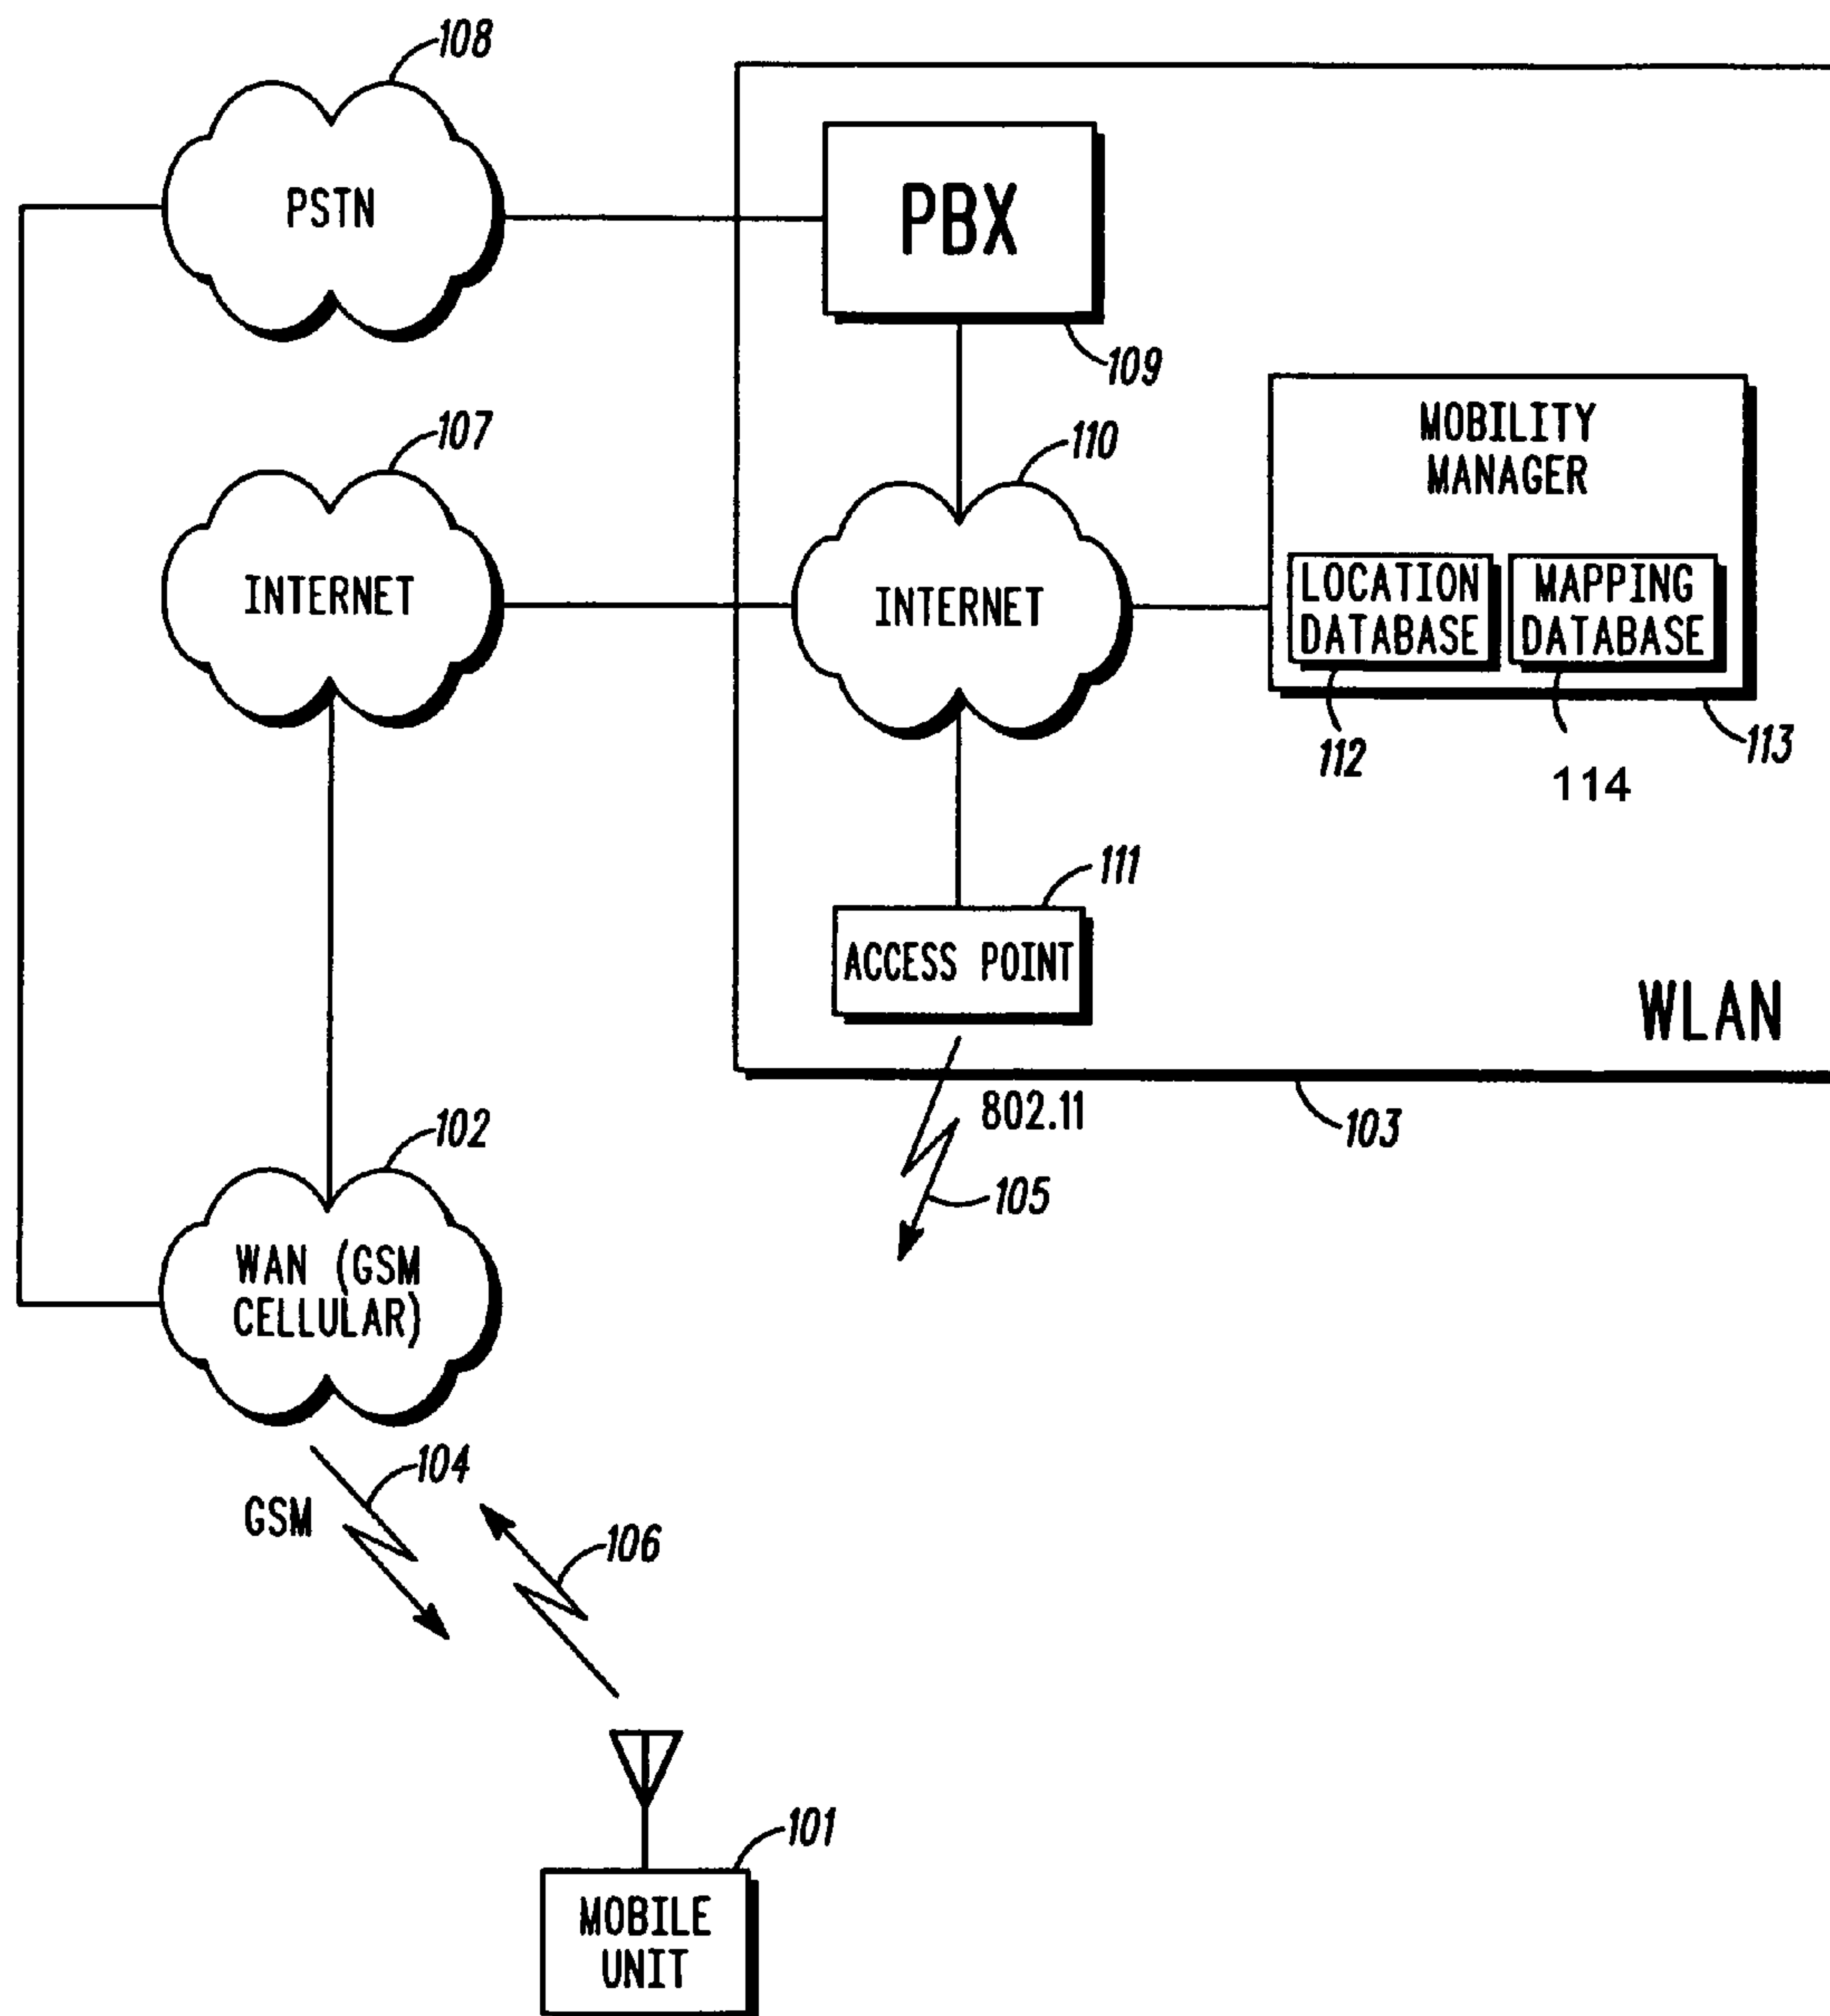 108
PSTN
PBX
109
107
INTERNET
110
INTERNET
MOBILITY
MANAGER
LOCATION
DATABASE
MAPPING
DATABASE
112
114
113
111
ACCESS POINT
WLAN
802.11
103
105
102
WAN (GSM
CELLULAR)
104
GSM
106
101
MOBILE
UNIT